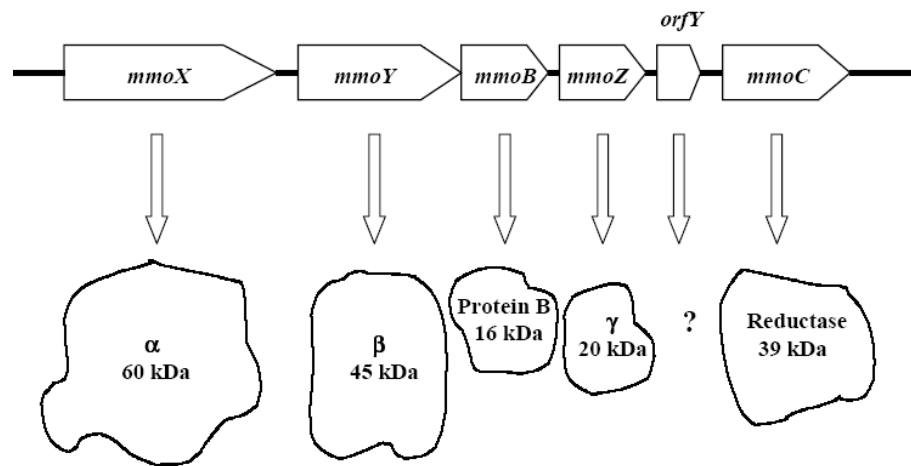 orfY
mmoX
mmoY
mmoB
mmoZ
mmoC
α
60 kDa
β
45 kDa
Protein B
16 kDa
γ
20 kDa
?
Reductase
39 kDa